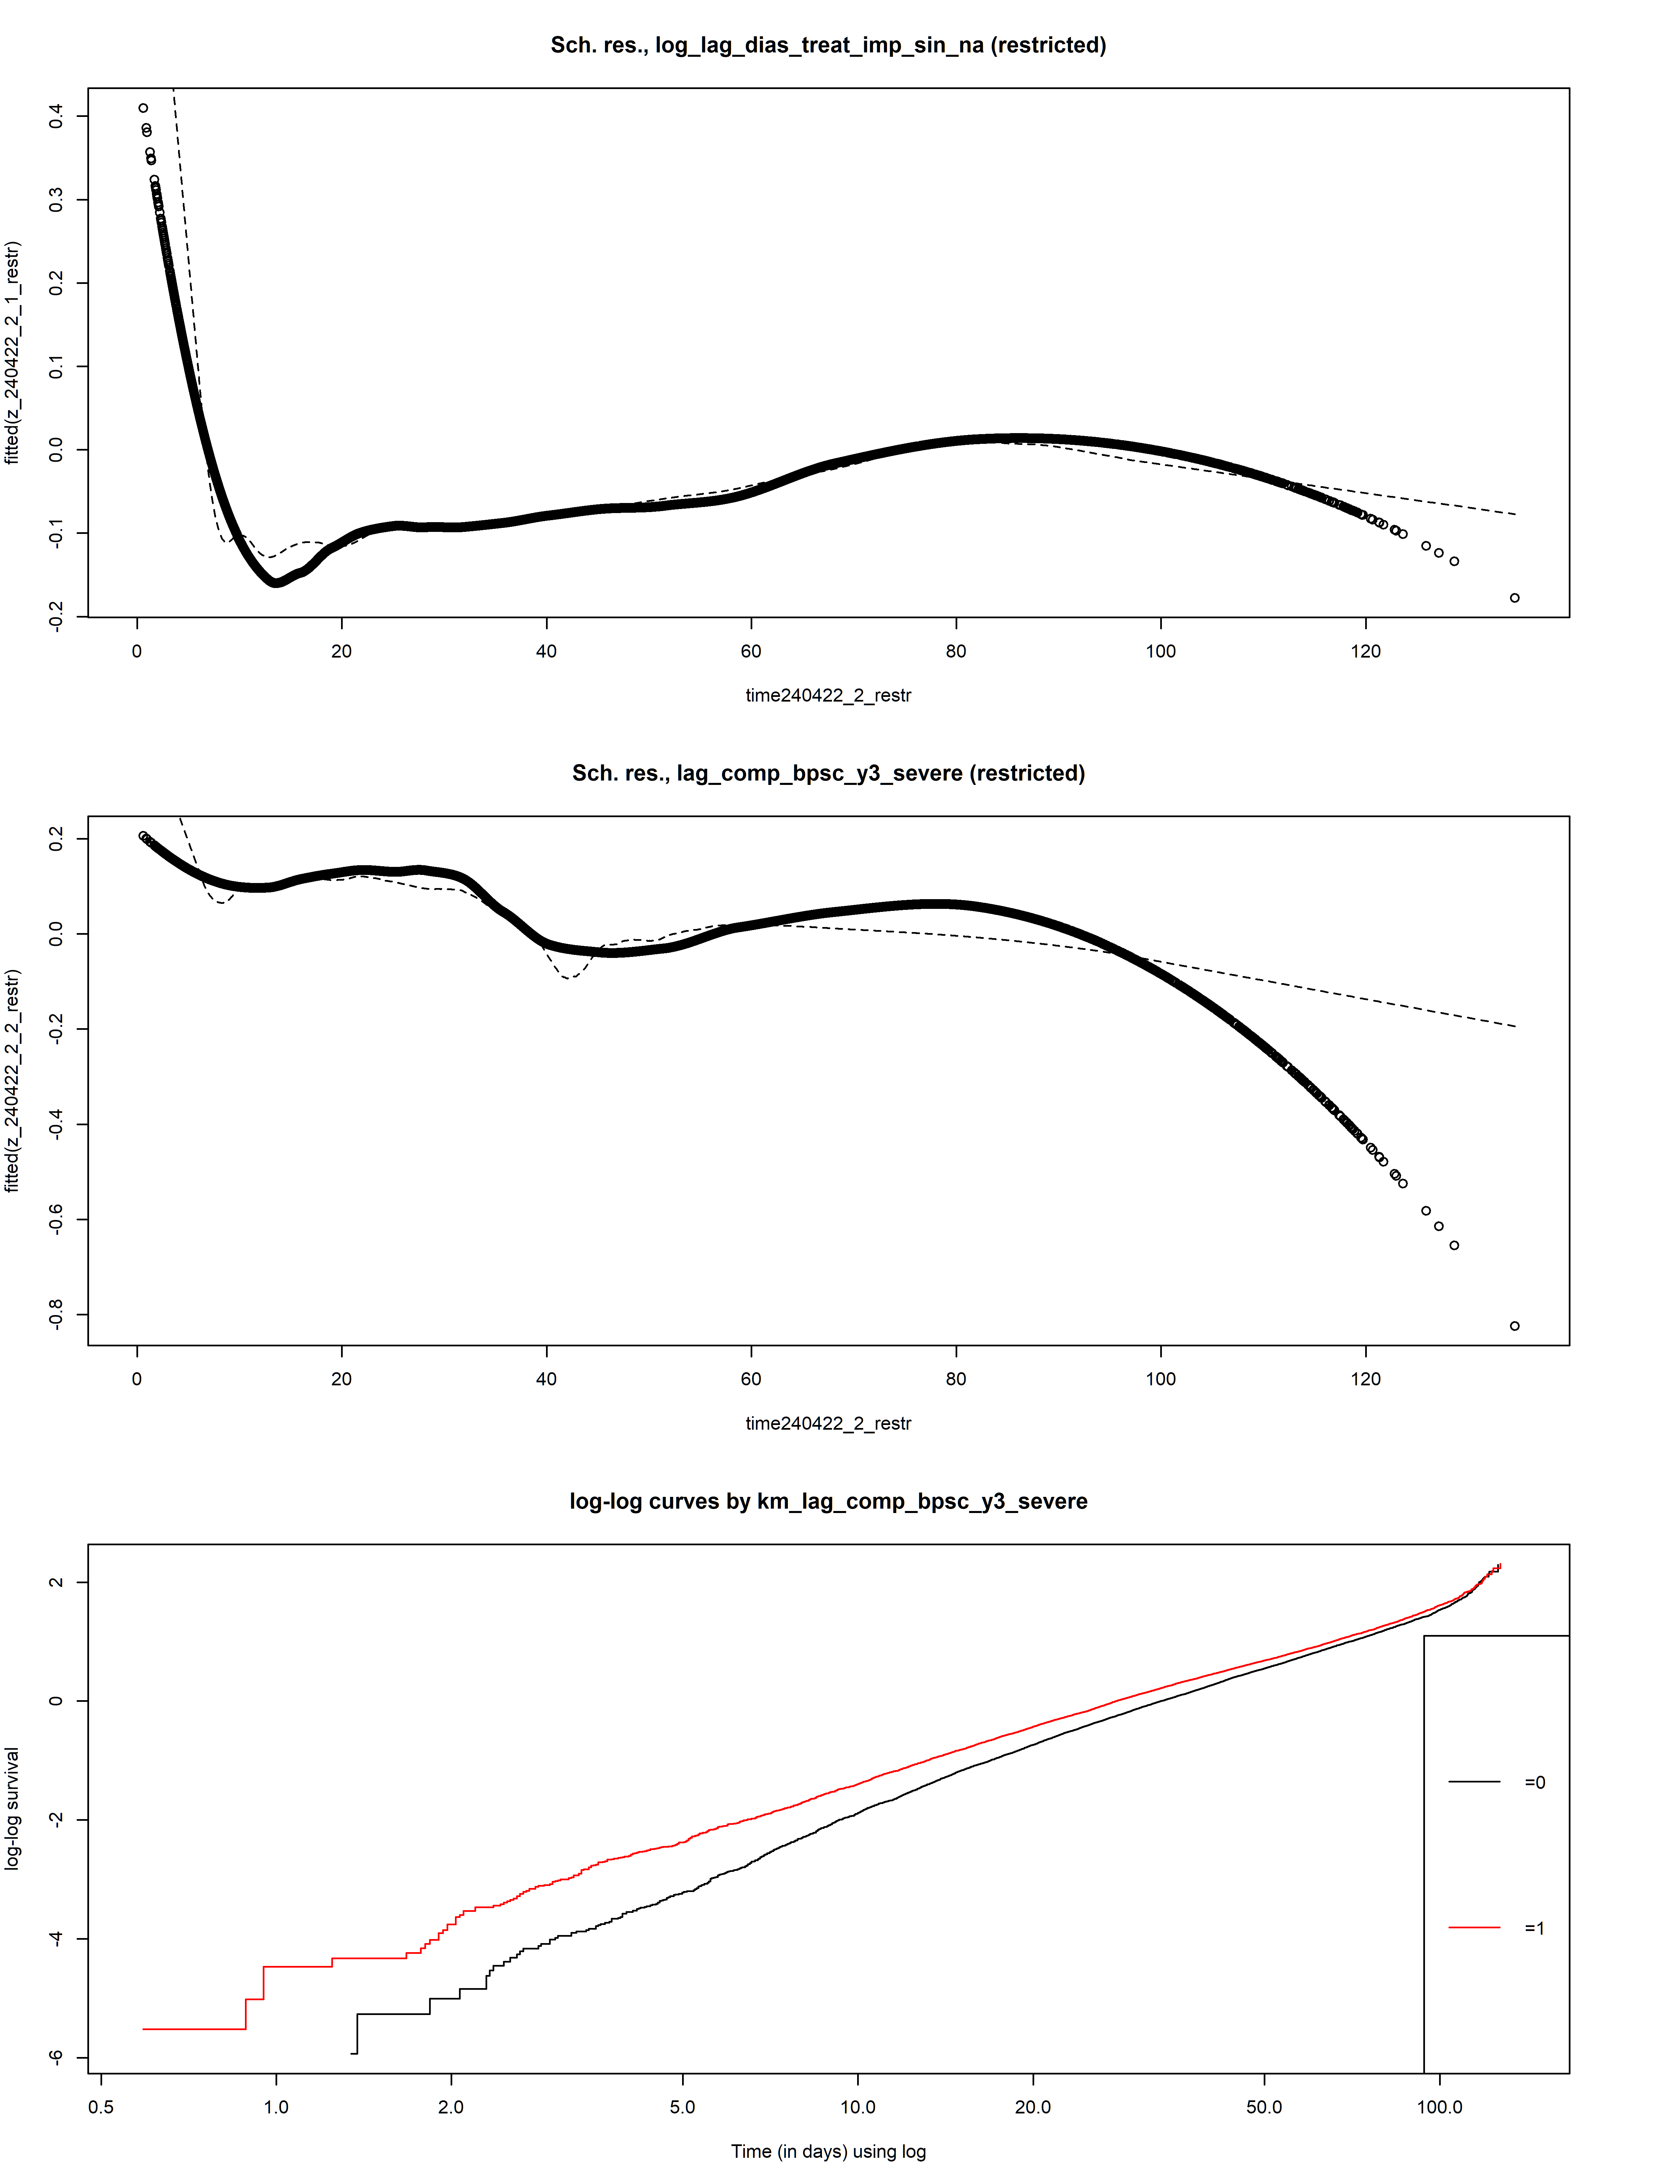 Sch. res., log_lag_dias_treat_imp_sin_na (restricted)
fitted(z_240422_2_1_restr)
0.4
0.3
0.2
0.1
0.0
-0.1
-0.2
0 20 40 60 80 100 120
time240422_2_restr
Sch. res., lag_comp_bpsc_y3_severe (restricted)
fitted(z_240422_2_2_restr)
0.2
0.0
-0.2
-0.4
-0.6
-0.8
0 20 40 60 80 100 120
time240422_2_restr
log-log curves by km_lag_comp_bpsc_y3_severe
log-log survival
2
0
-2
-4
-6
=0
=1
0.5 1.0 2.0 5.0 10.0 20.0 50.0 100.0
Time (in days) using log